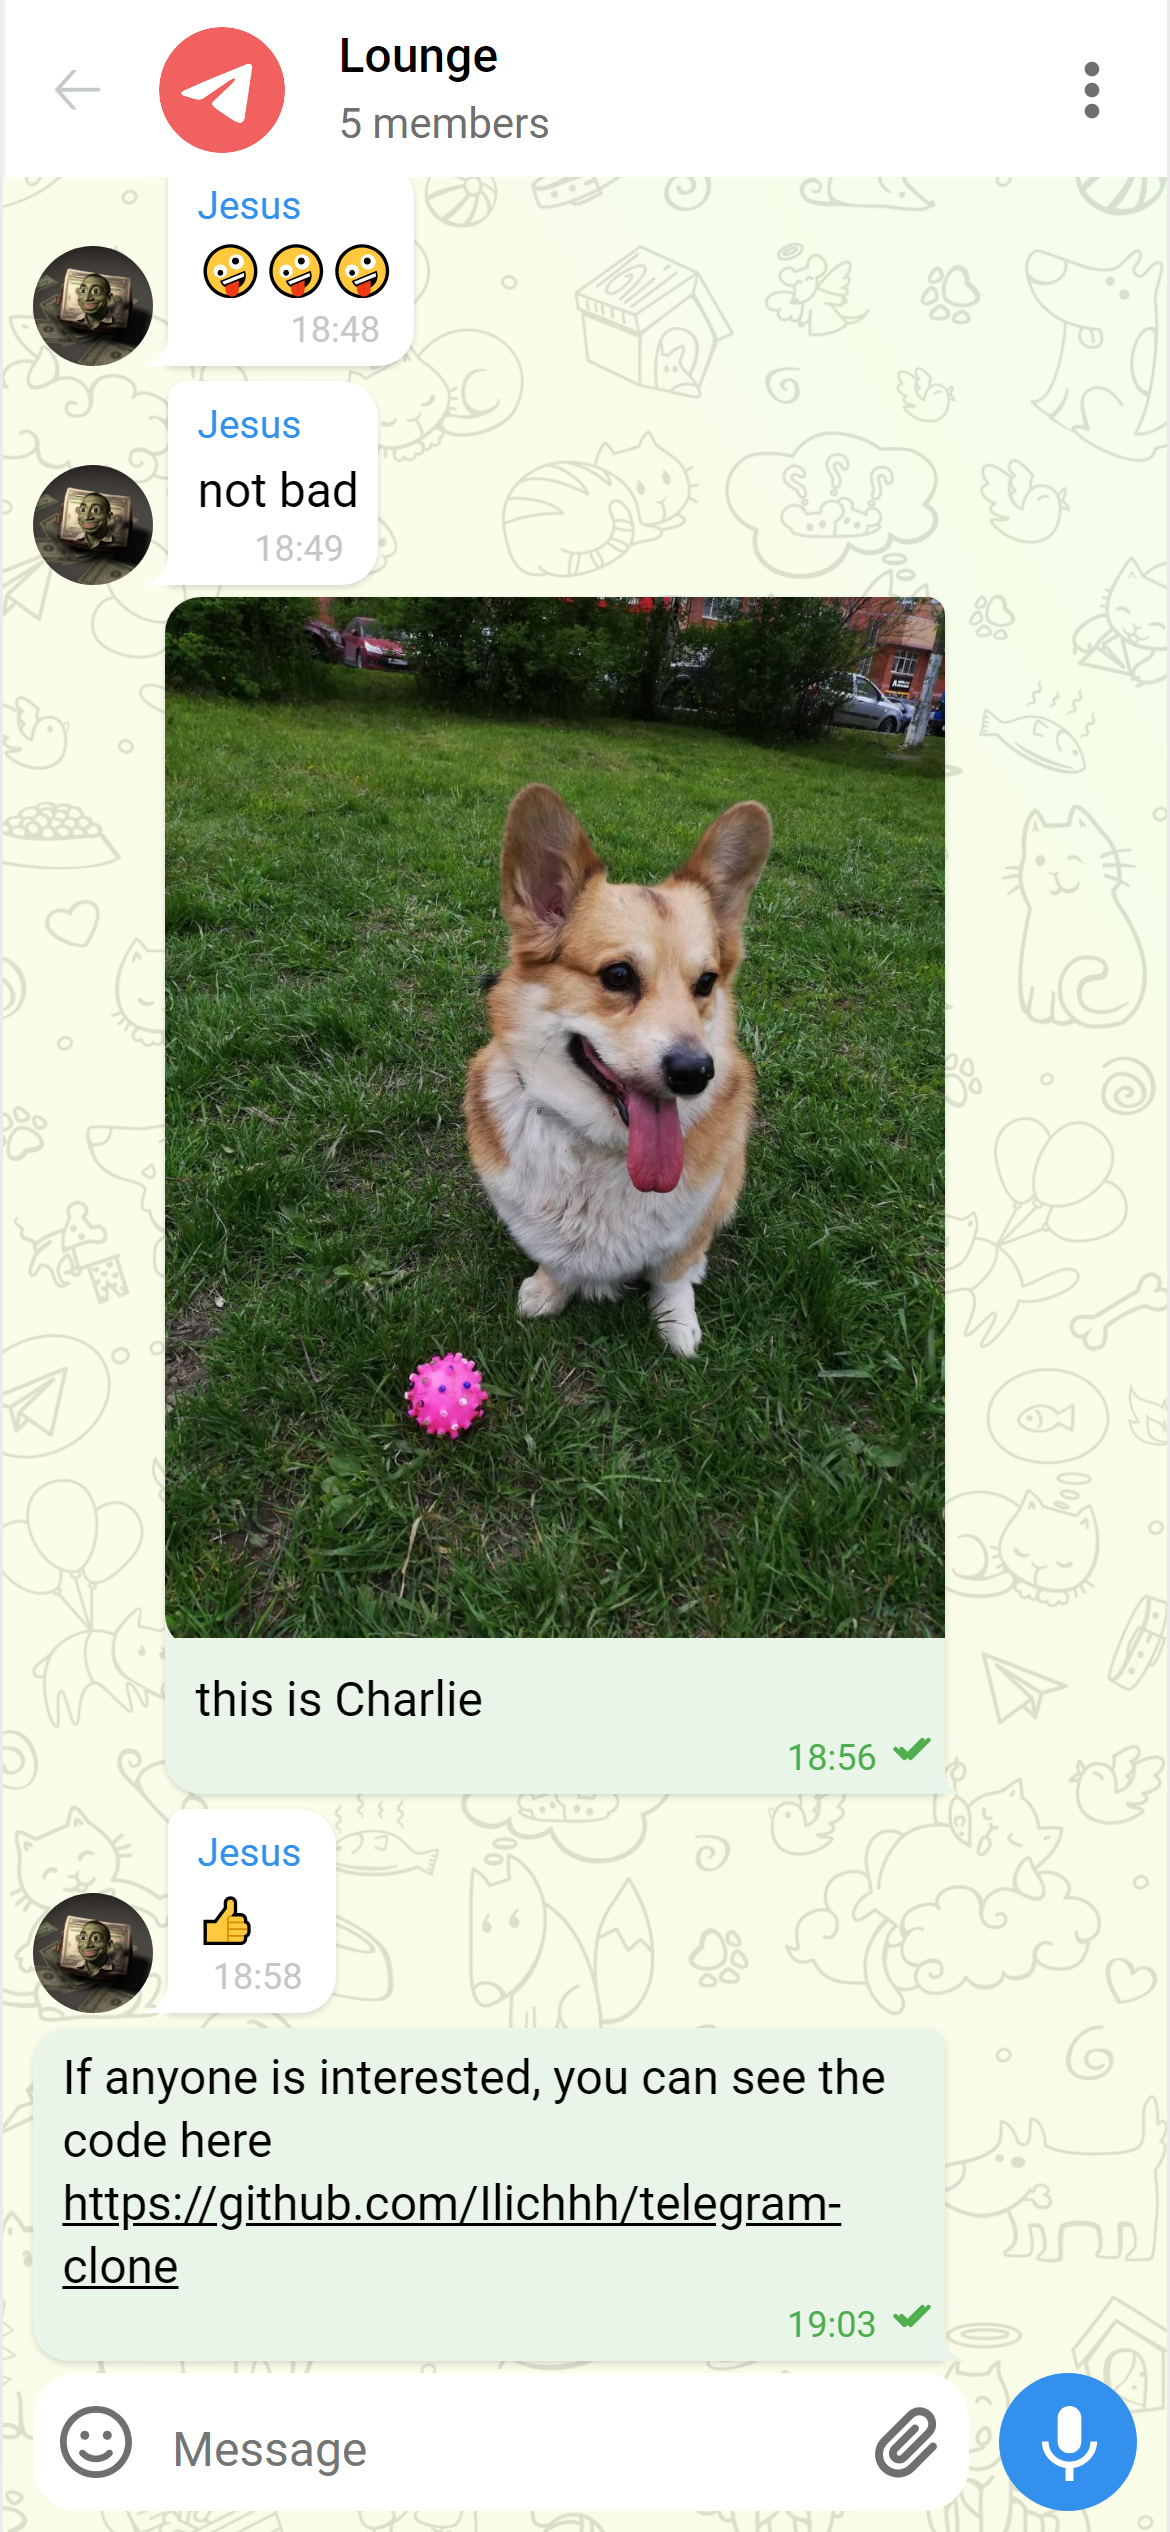 Lounge
5 members
Jesus
🤪🤪🤪
18:48
Jesus
not bad
18:49
this is Charlie
18:56
Jesus
👍
18:58
If anyone is interested, you can see the
code here
https://github.com/Ilichhh/telegram-
clone
19:03
Message